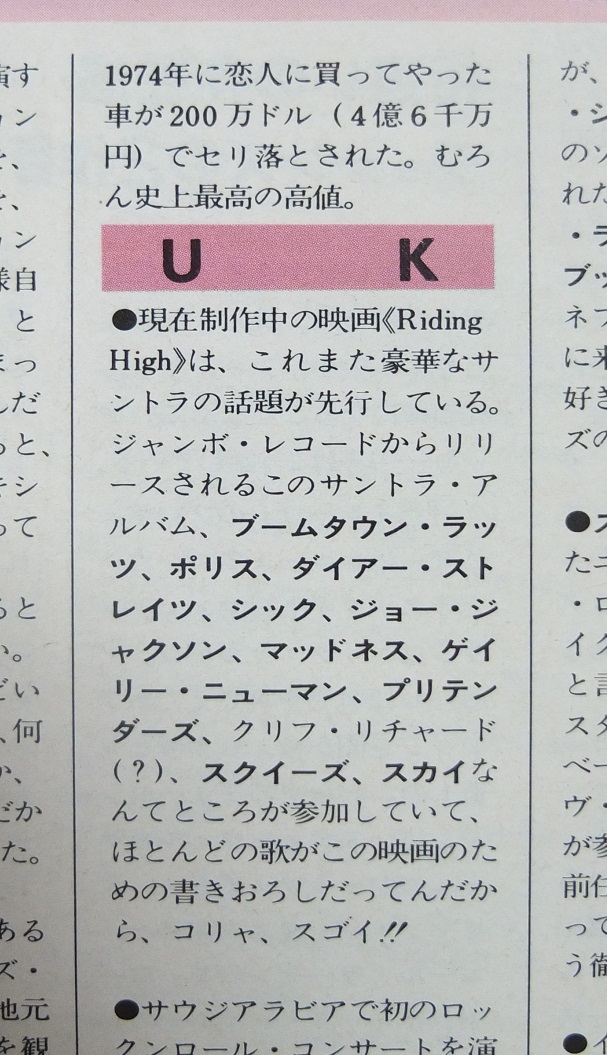 1974年に恋人に買ってやった
車が200万ドル（4億6千万
円）でセリ落とされた。むろ
ん史上最高の高値。
U K
●現在制作中の映画《Riding
High》は、これまた豪華なサ
ントラの話題が先行している。
ジャンボ・レコードからリリ
ースされるこのサントラ・ア
ルバム、ブームタウン・ラッ
ツ、ポリス、ダイアー・スト
レイツ、シック、ジョー・ジ
ャクソン、マッドネス、ゲイ
リー・ニューマン、プリテン
ダーズ、クリフ・リチャード
(?)、スクイーズ、スカイな
んてところが参加していて、
ほとんどの歌がこの映画のた
めの書きおろしだってんだか
ら、コリャ、スゴイ!!
●サウジアラビアで初のロッ
クンロール・コンサートを演